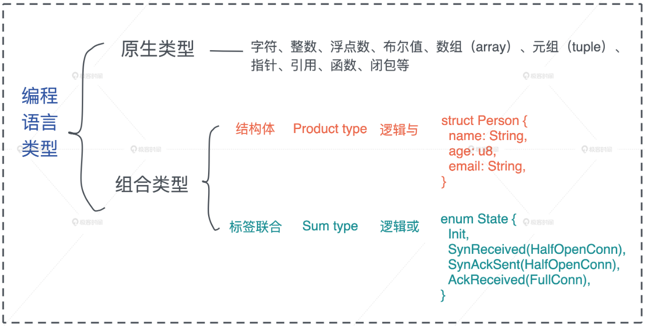 编程
语言
类型
原生类型
字符、整数、浮点数、布尔值、数组（array）、元组（tuple）、
指针、引用、函数、闭包等
组合类型
结构体 Product type 逻辑与
struct Person {
name: String,
age: u8,
email: String,
}
标签联合 Sum type 逻辑或
enum State {
Init,
SynReceived(HalfOpenConn),
SynAckSent(HalfOpenConn),
AckReceived(FullConn),
}